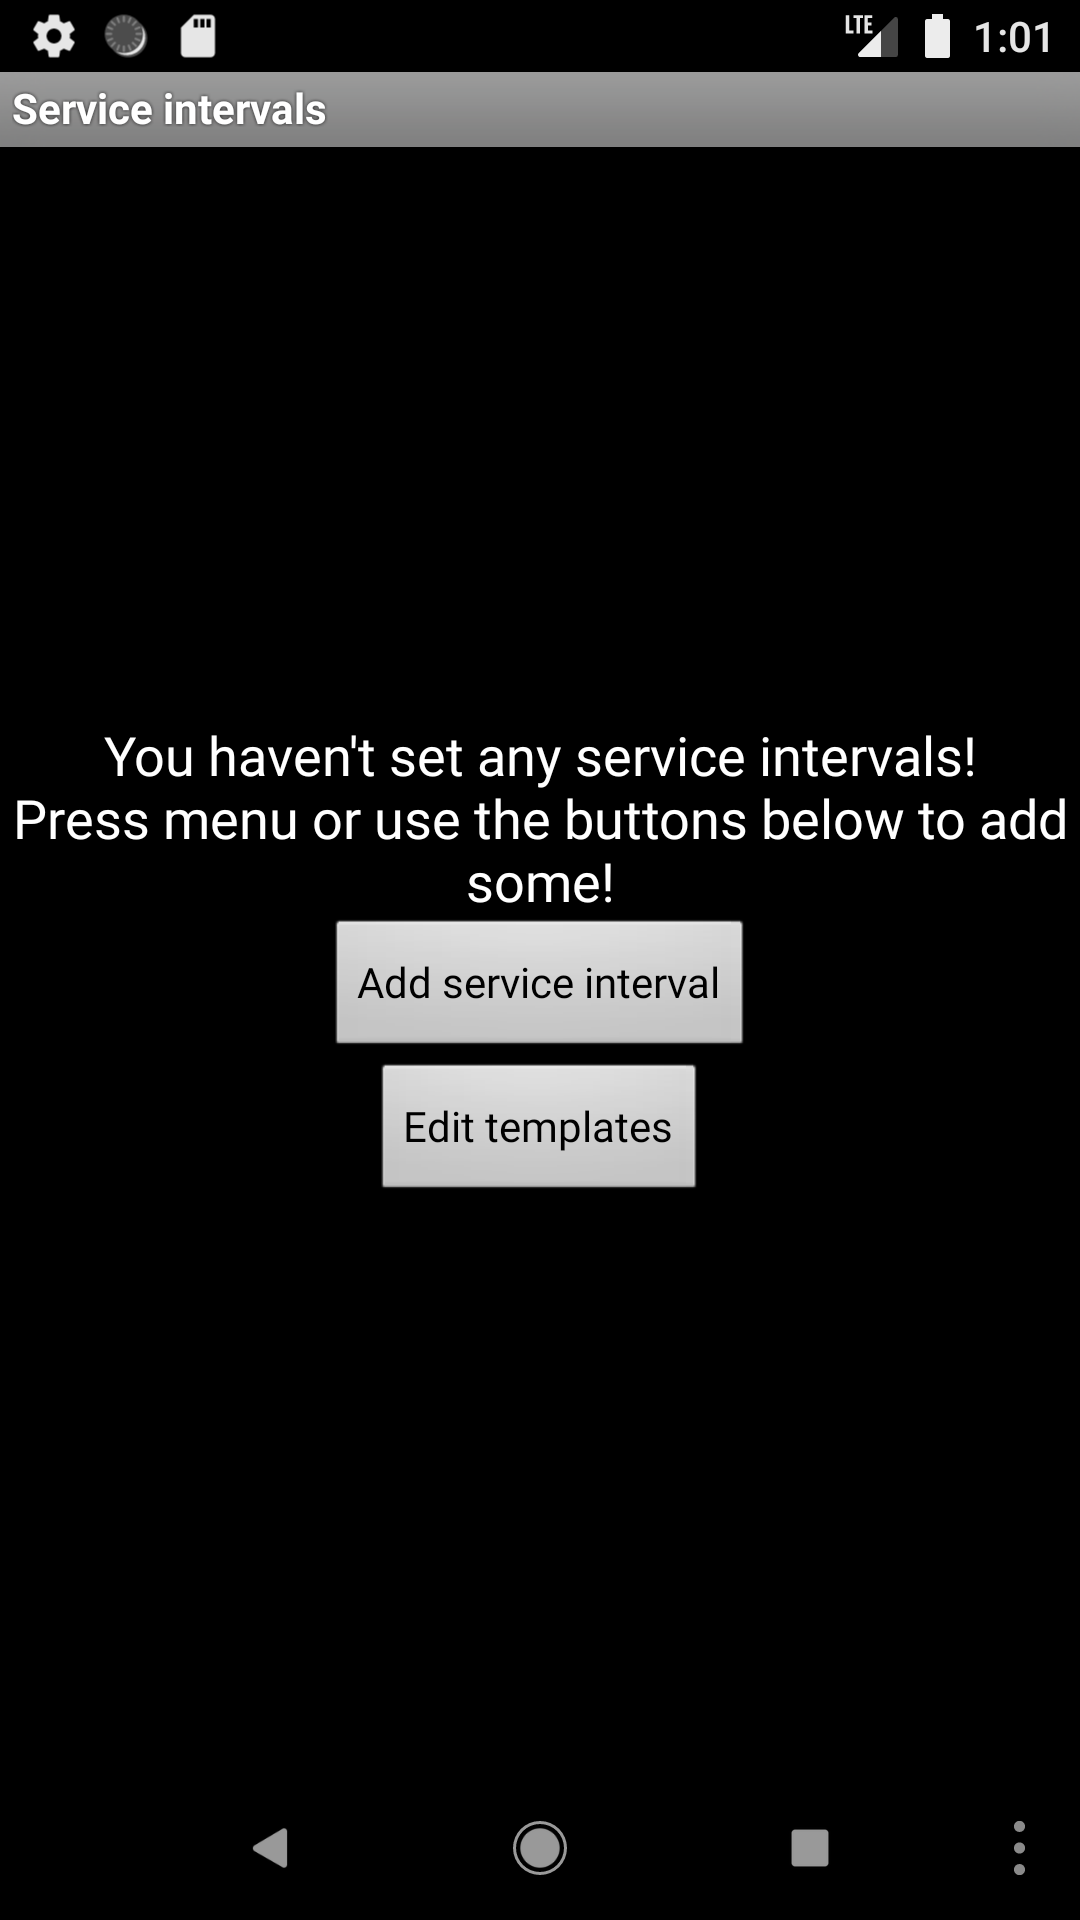 LTE 1:01
Service intervals
You haven't set any service intervals!
Press menu or use the buttons below to add
some!
Add service interval
Edit templates